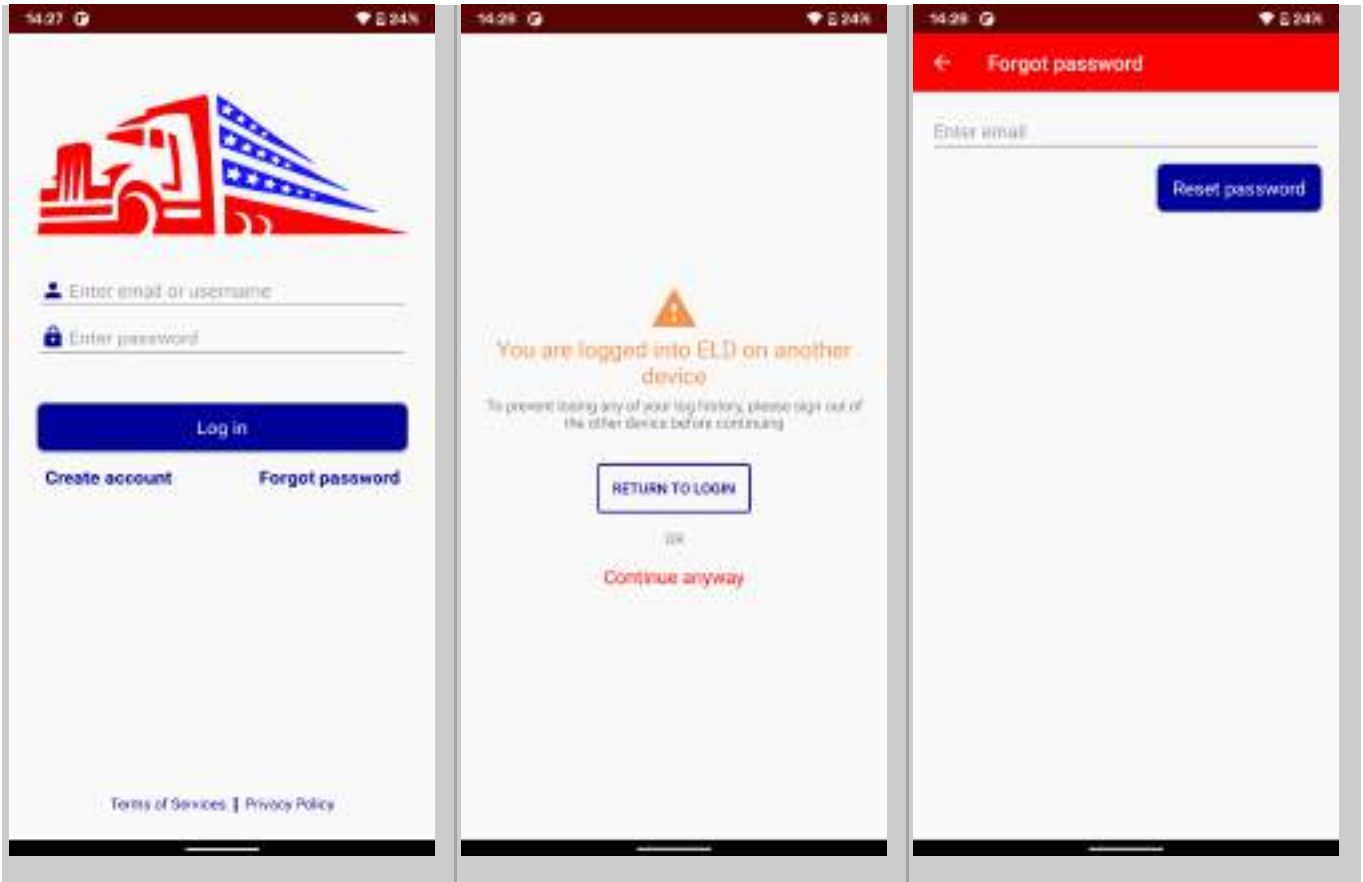 14:27 24%
Enter email or username
Enter password
Log in
Create account Forgot password
Terms of Services | Privacy Policy
14:28 24%
You are logged into ELD on another
device
To prevent losing any of your log history, please sign out of
the other device before continuing
RETURN TO LOGIN
OR
Continue anyway
14:28 24%
Forgot password
Enter email
Reset password